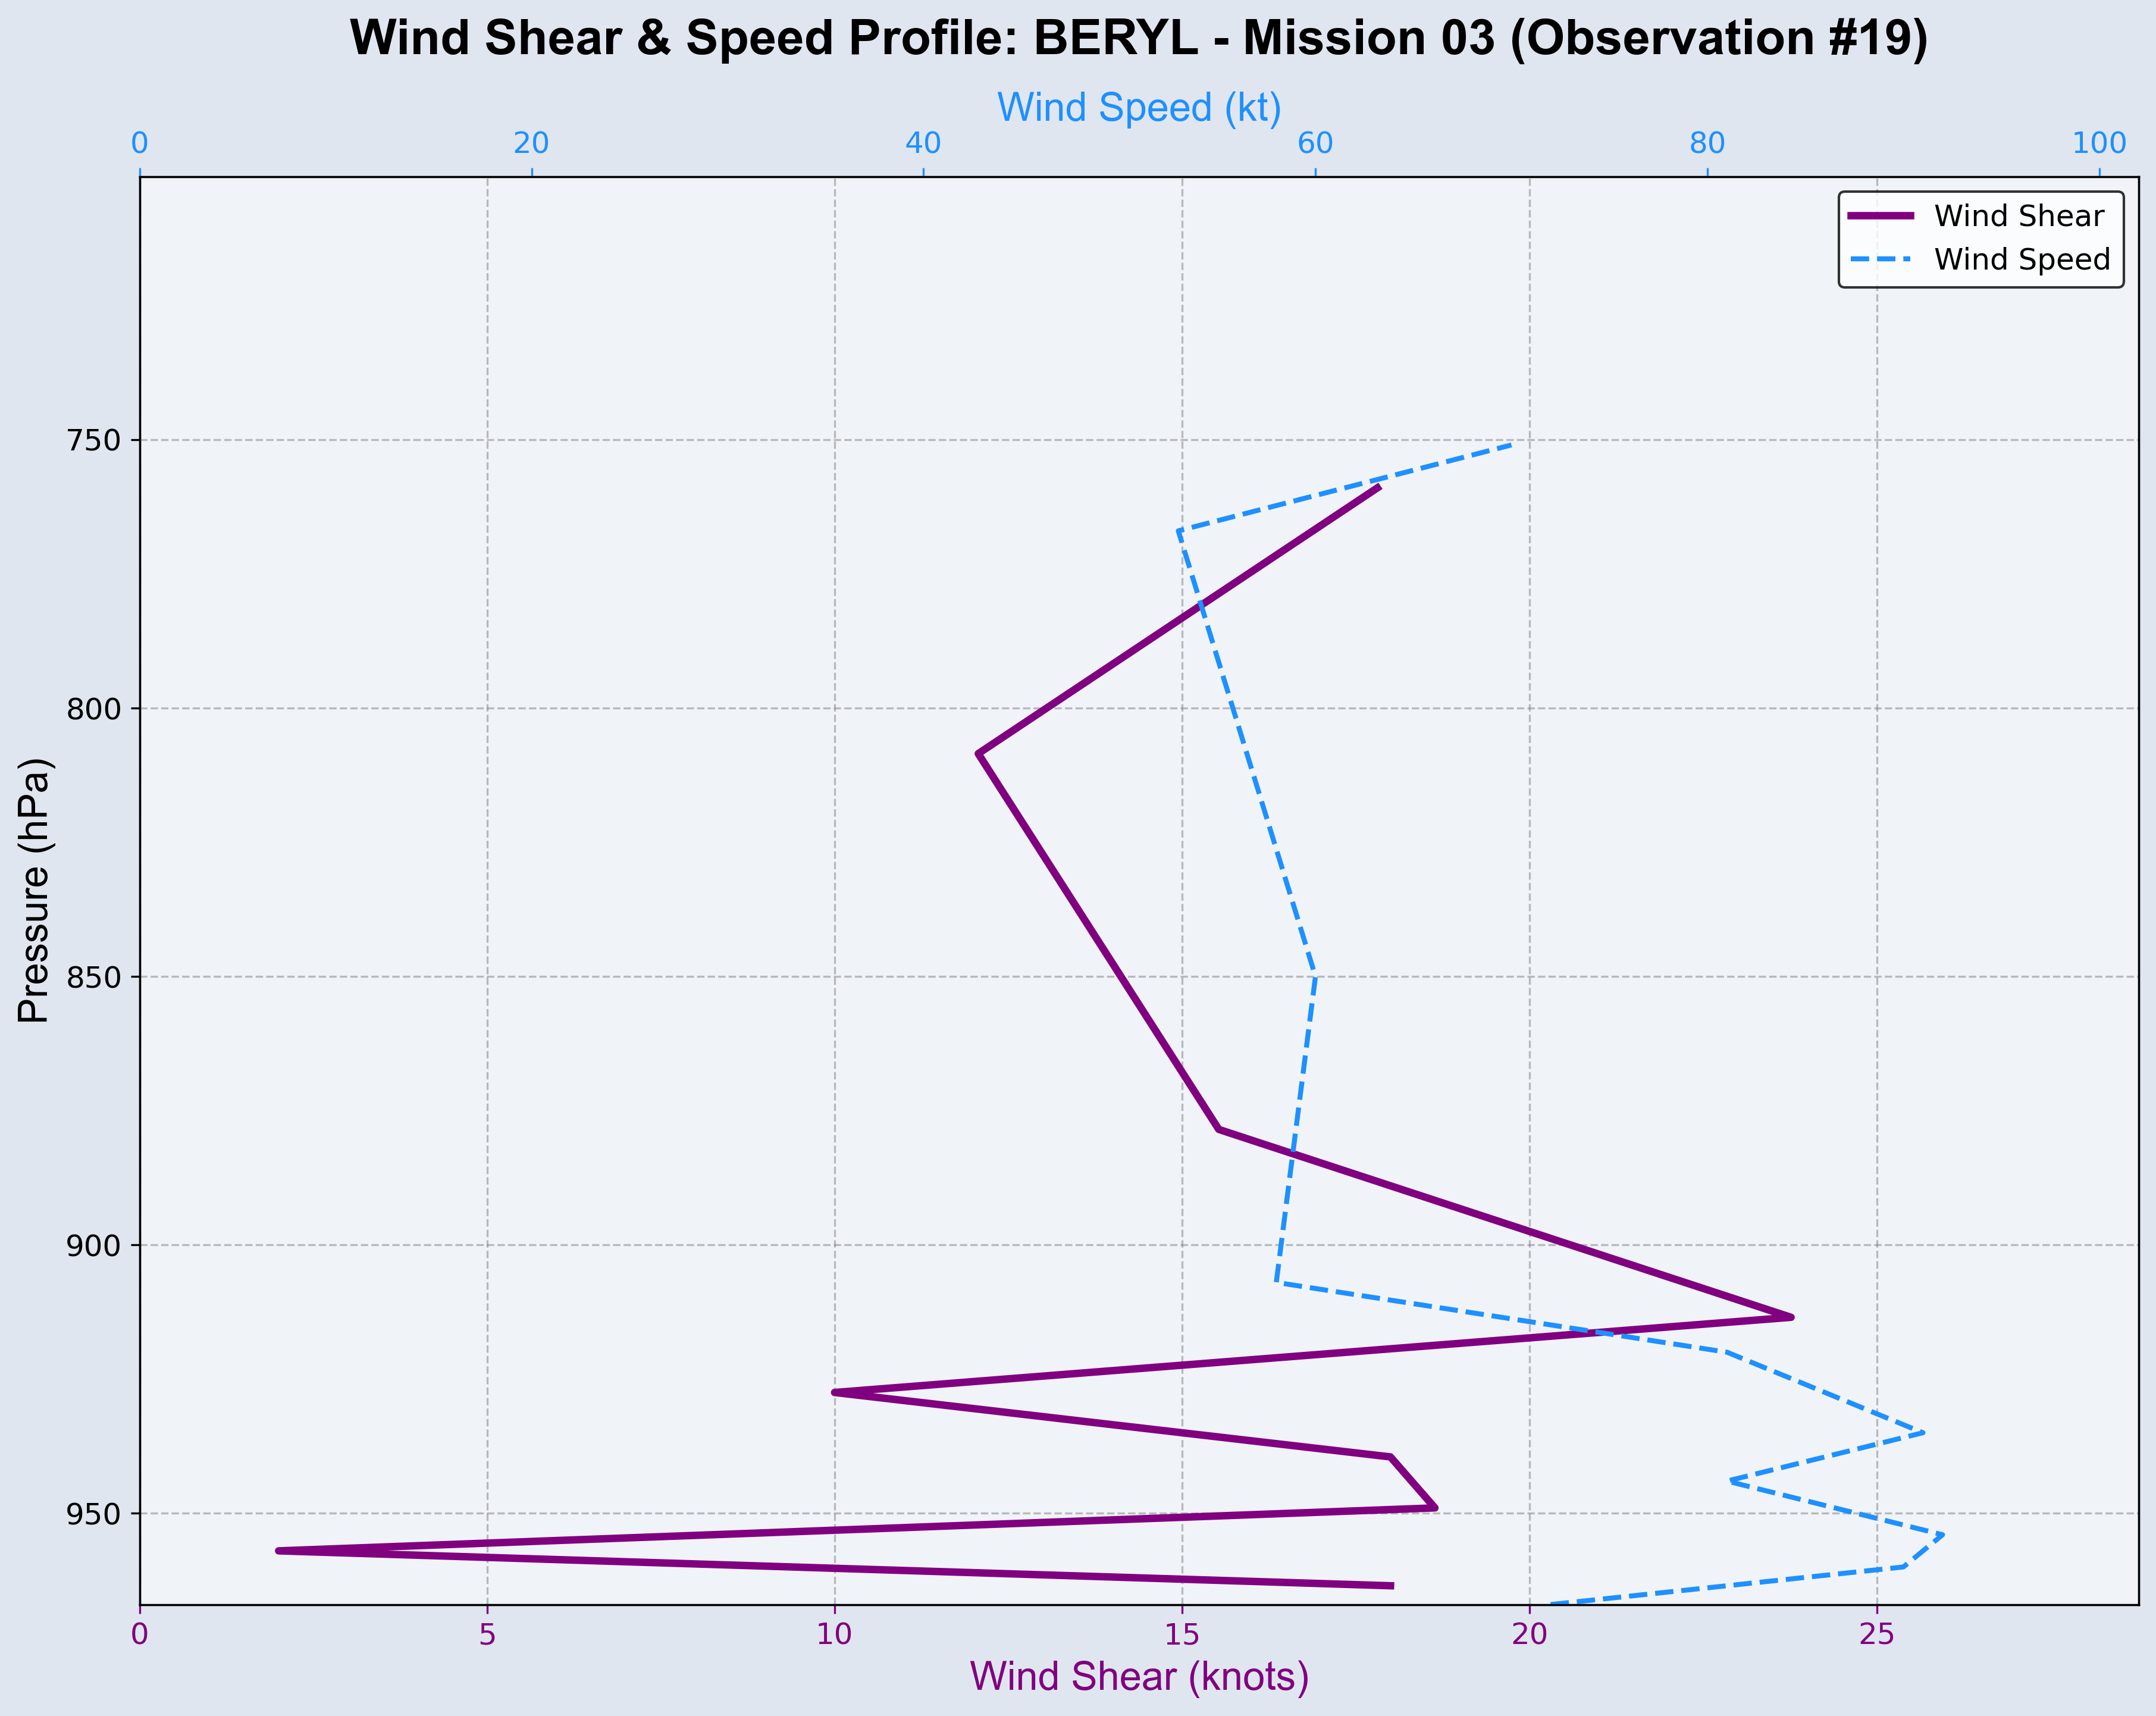 Wind Shear & Speed Profile: BERYL - Mission 03 (Observation #19)
Wind Speed (kt)
0 20 40 60 80 100
Wind Shear
Wind Speed
750
800
850
900
950
Pressure (hPa)
0 5 10 15 20 25
Wind Shear (knots)